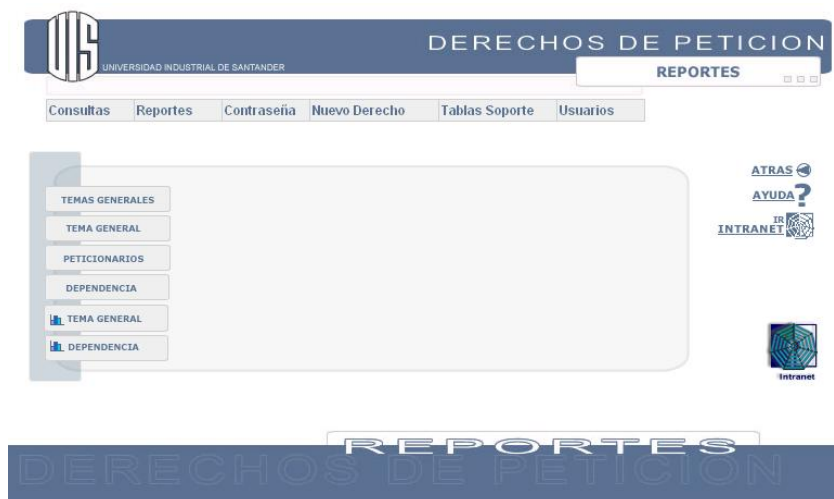 UIS
UNIVERSIDAD INDUSTRIAL DE SANTANDER
DERECHOS DE PETICION
REPORTES
Consultas Reportes Contraseña Nuevo Derecho Tablas Soporte Usuarios
ATRAS
AYUDA?
IR
INTRANET
TEMAS GENERALES
TEMA GENERAL
PETICIONARIOS
DEPENDENCIA
TEMA GENERAL
DEPENDENCIA
Intranet
REPORTES
DERECHOS DE PETICIÓN